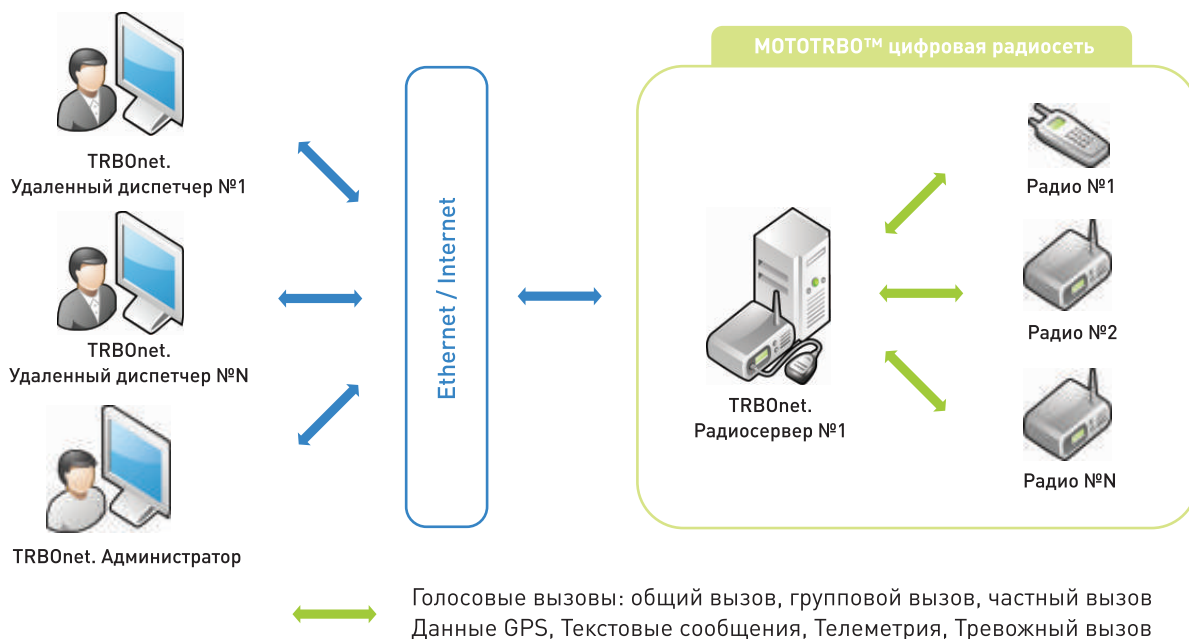 MOTOTRBO™ цифровая радиосеть
TRBOnet.
Удаленный диспетчер №1
TRBOnet.
Удаленный диспетчер №N
TRBOnet. Администратор
Ethernet / Internet
TRBOnet.
Радиосервер №1
Радио №1
Радио №2
Радио №N
Голосовые вызовы: общий вызов, групповой вызов, частный вызов
Данные GPS, Текстовые сообщения, Телеметрия, Тревожный вызов